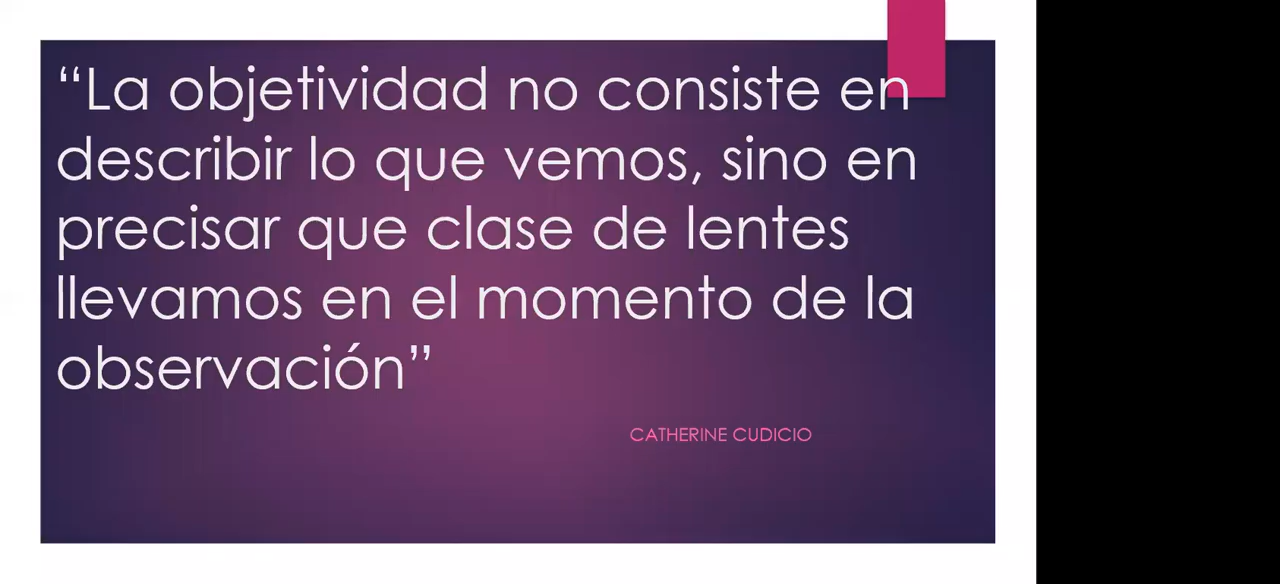 “La objetividad no consiste en
describir lo que vemos, sino en
precisar que clase de lentes
llevamos en el momento de la
observación”
CATHERINE CUDICIO